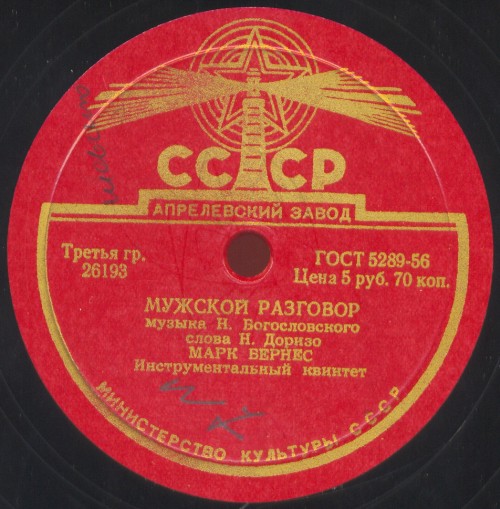 СССР
АПРЕЛЕВСКИЙ ЗАВОД
Третья гр.
26193
ГОСТ 5289-56
Цена 5 руб. 70 коп.
МУЖСКОЙ РАЗГОВОР
музыка Н. Богословского
слова Н. Доризо
МАРК БЕРНЕС
Инструментальный квинтет
МИНИСТЕРСТВО КУЛЬТУРЫ СССР